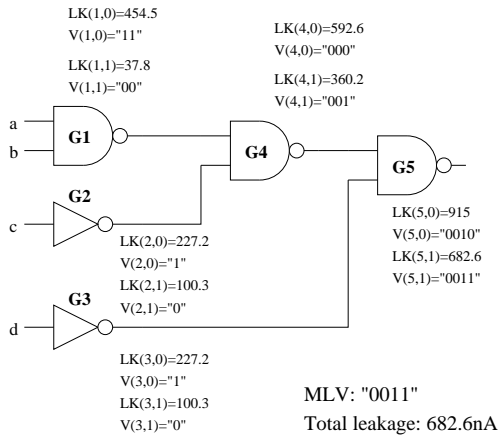 LK(1,0)=454.5
V(1,0)="11"
LK(1,1)=37.8
V(1,1)="00"
LK(4,0)=592.6
V(4,0)="000"
LK(4,1)=360.2
V(4,1)="001"
a
b
G1
G4
G5
G2
c
LK(2,0)=227.2
V(2,0)="1"
LK(2,1)=100.3
V(2,1)="0"
LK(5,0)=915
V(5,0)="0010"
LK(5,1)=682.6
V(5,1)="0011"
G3
d
LK(3,0)=227.2
V(3,0)="1"
LK(3,1)=100.3
V(3,1)="0"
MLV: "0011"
Total leakage: 682.6nA